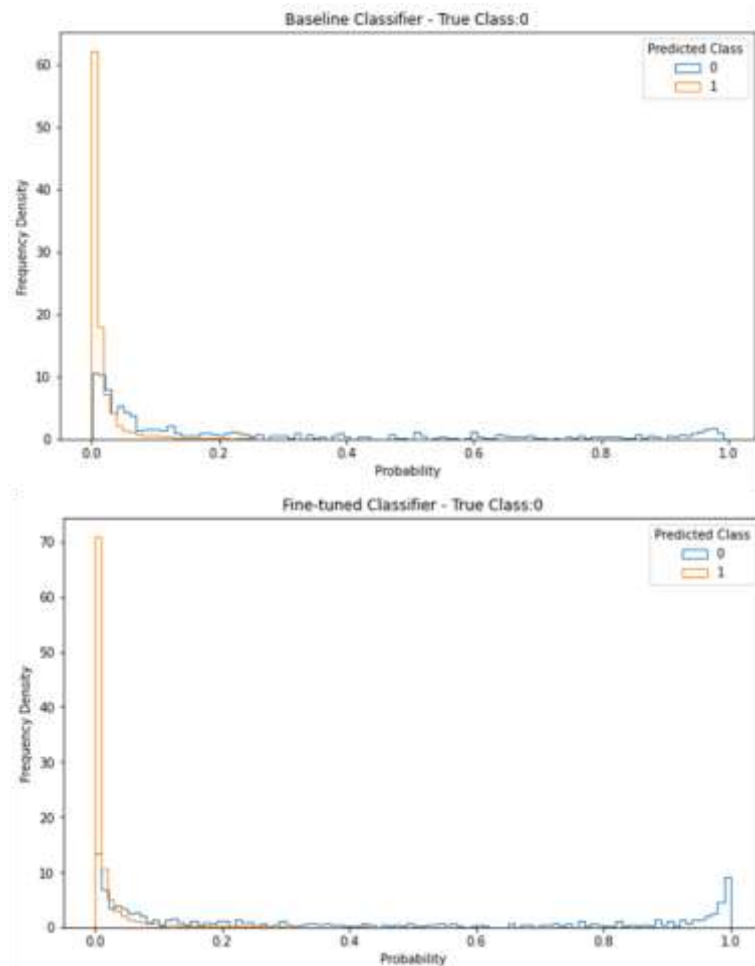 Baseline Classifier - True Class:0
Predicted Class
0
1
60
50
40
30
20
10
0
Frequency Density
0.0 0.2 0.4 0.6 0.8 1.0
Probability
Fine-tuned Classifier - True Class:0
Predicted Class
0
1
70
60
50
40
30
20
10
0
Frequency Density
0.0 0.2 0.4 0.6 0.8 1.0
Probability